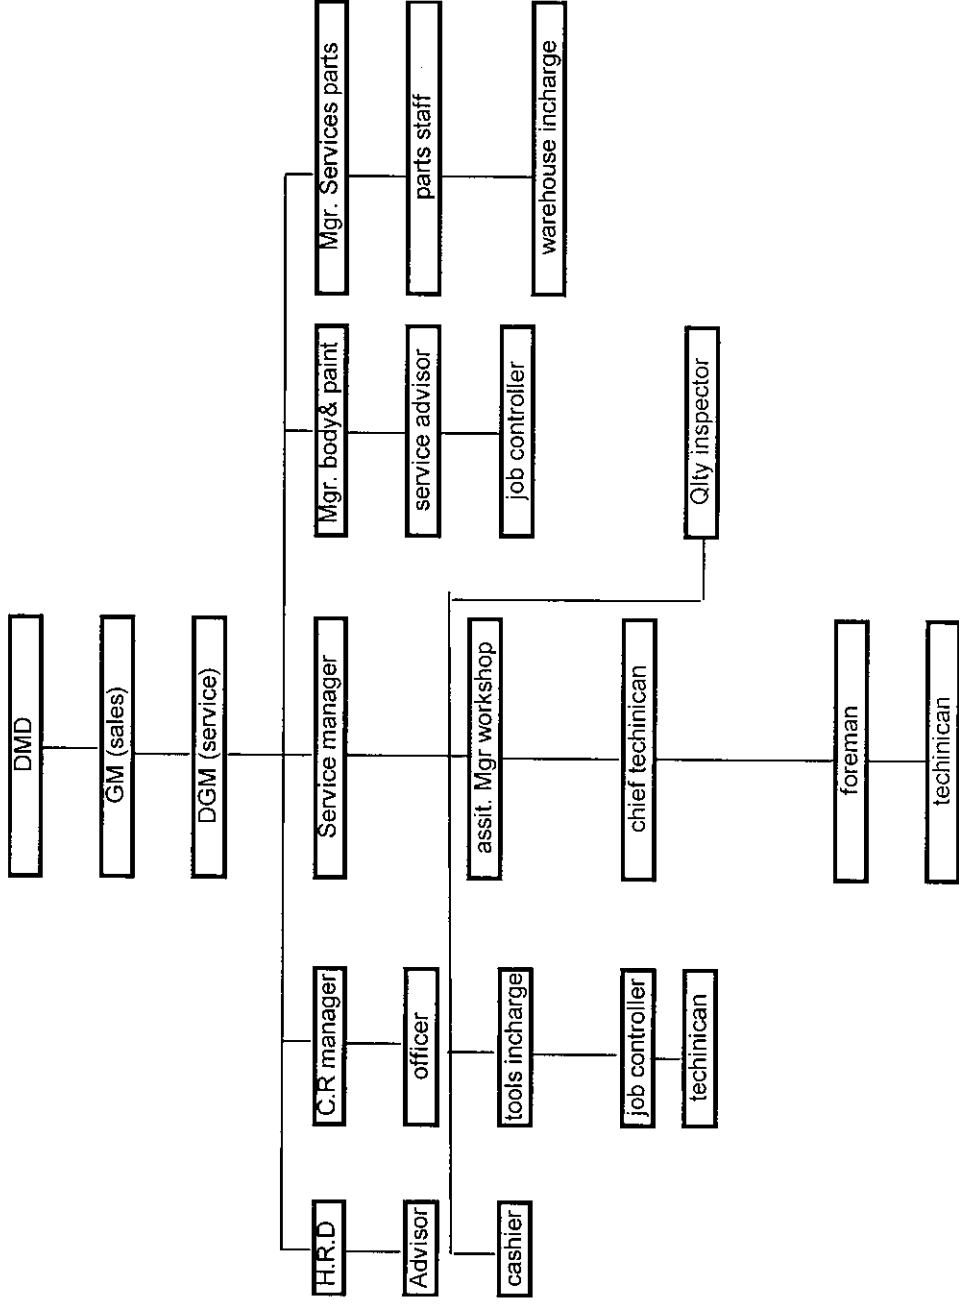 DMD
GM (sales)
DGM (service)
H.R.D
C.R manager
Service manager
Mgr. body& paint
Mgr. Services parts
Advisor
officer
service advisor
parts staff
cashier
tools incharge
assit. Mgr workshop
job controller
warehouse incharge
job controller
chief techinican
techinican
Qlty inspector
foreman
techinican